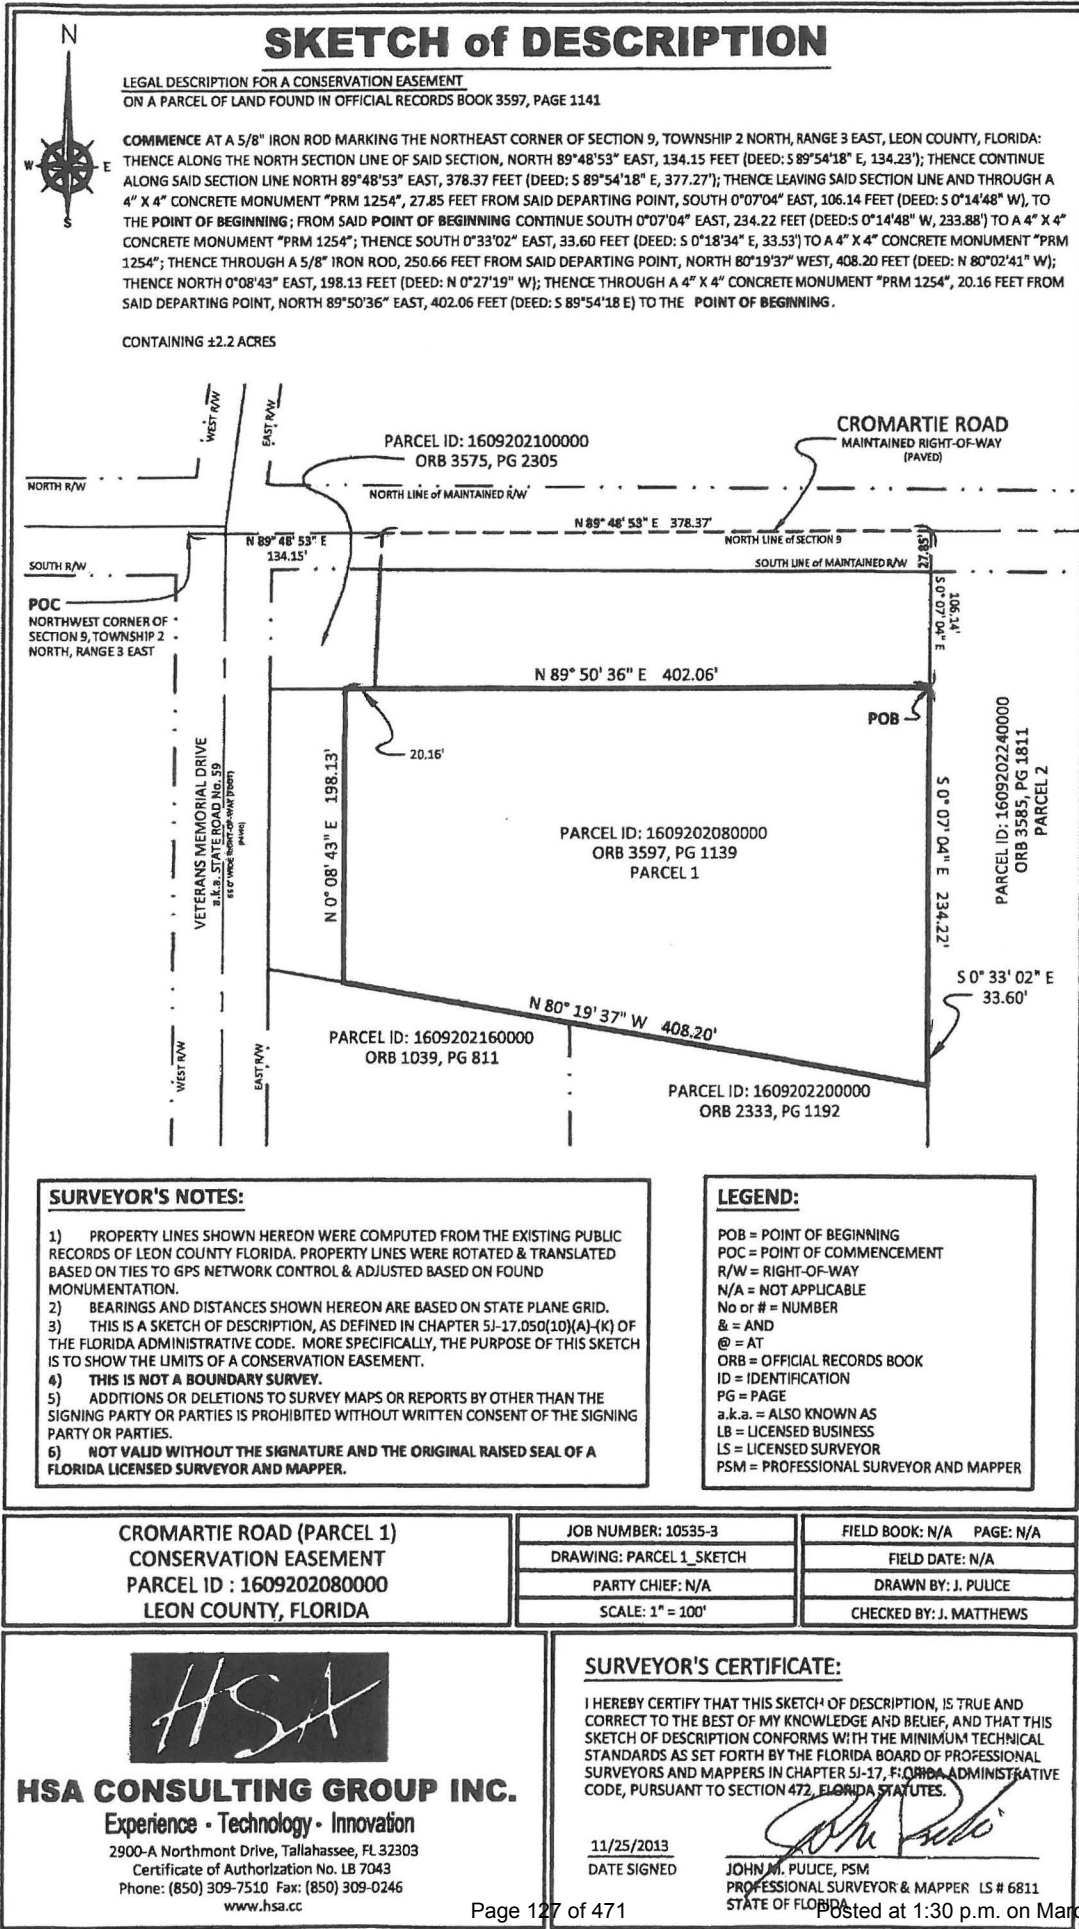 SKETCH of DESCRIPTION
N
W
E
S
LEGAL DESCRIPTION FOR A CONSERVATION EASEMENT
ON A PARCEL OF LAND FOUND IN OFFICIAL RECORDS BOOK 3597, PAGE 1141
COMMENCE AT A 5/8" IRON ROD MARKING THE NORTHEAST CORNER OF SECTION 9, TOWNSHIP 2 NORTH, RANGE 3 EAST, LEON COUNTY, FLORIDA:
THENCE ALONG THE NORTH SECTION LINE OF SAID SECTION, NORTH 89°48'53" EAST, 134.15 FEET (DEED: S 89°54'18" E, 134.23'); THENCE CONTINUE
ALONG SAID SECTION LINE NORTH 89°48'53" EAST, 378.37 FEET (DEED: S 89°54'18" E, 377.27'); THENCE LEAVING SAID SECTION LINE AND THROUGH A
4" X 4" CONCRETE MONUMENT "PRM 1254", 27.85 FEET FROM SAID DEPARTING POINT, SOUTH 0°07'04" EAST, 106.14 FEET (DEED: S 0°14'48" W), TO
THE POINT OF BEGINNING; FROM SAID POINT OF BEGINNING CONTINUE SOUTH 0°07'04" EAST, 234.22 FEET (DEED:S 0°14'48" W, 233.88') TO A 4" X 4"
CONCRETE MONUMENT "PRM 1254"; THENCE SOUTH 0°33'02" EAST, 33.60 FEET (DEED: S 0°18'34" E, 33.53') TO A 4" X 4" CONCRETE MONUMENT "PRM
1254"; THENCE THROUGH A 5/8" IRON ROD, 250.66 FEET FROM SAID DEPARTING POINT, NORTH 80°19'37" WEST, 408.20 FEET (DEED: N 80°02'41" W);
THENCE NORTH 0°08'43" EAST, 198.13 FEET (DEED: N 0°27'19" W); THENCE THROUGH A 4" X 4" CONCRETE MONUMENT "PRM 1254", 20.16 FEET FROM
SAID DEPARTING POINT, NORTH 89°50'36" EAST, 402.06 FEET (DEED: S 89°54'18 E) TO THE POINT OF BEGINNING.
CONTAINING ±2.2 ACRES
WEST R/W
EAST R/W
PARCEL ID: 1609202100000
ORB 3575, PG 2305
CROMARTIE ROAD
MAINTAINED RIGHT-OF-WAY
(PAVED)
NORTH R/W
NORTH LINE of MAINTAINED R/W
N 89° 48' 53" E
134.15'
N 89° 48' 53" E 378.37'
NORTH LINE of SECTION 9
27.85'
SOUTH R/W
SOUTH LINE of MAINTAINED R/W
POC
NORTHWEST CORNER OF
SECTION 9, TOWNSHIP 2
NORTH, RANGE 3 EAST
106.14'
S 0° 07' 04" E
N 89° 50' 36" E 402.06'
POB
20.16'
N 0° 08' 43" E 198.13'
VETERANS MEMORIAL DRIVE
a.k.a. STATE ROAD No. 59
PARCEL ID: 1609202080000
ORB 3597, PG 1139
PARCEL 1
S 0° 07' 04" E 234.22'
PARCEL ID: 1609202240000
ORB 3585, PG 1811
PARCEL 2
S 0° 33' 02" E
33.60'
N 80° 19' 37" W 408.20'
PARCEL ID: 1609202160000
ORB 1039, PG 811
PARCEL ID: 1609202200000
ORB 2333, PG 1192
WEST R/W
EAST R/W
SURVEYOR'S NOTES:
1) PROPERTY LINES SHOWN HEREON WERE COMPUTED FROM THE EXISTING PUBLIC
RECORDS OF LEON COUNTY FLORIDA. PROPERTY LINES WERE ROTATED & TRANSLATED
BASED ON TIES TO GPS NETWORK CONTROL & ADJUSTED BASED ON FOUND
MONUMENTATION.
2) BEARINGS AND DISTANCES SHOWN HEREON ARE BASED ON STATE PLANE GRID.
3) THIS IS A SKETCH OF DESCRIPTION, AS DEFINED IN CHAPTER 5J-17.050(10)(A)-(K) OF
THE FLORIDA ADMINISTRATIVE CODE. MORE SPECIFICALLY, THE PURPOSE OF THIS SKETCH
IS TO SHOW THE LIMITS OF A CONSERVATION EASEMENT.
4) THIS IS NOT A BOUNDARY SURVEY.
5) ADDITIONS OR DELETIONS TO SURVEY MAPS OR REPORTS BY OTHER THAN THE
SIGNING PARTY OR PARTIES IS PROHIBITED WITHOUT WRITTEN CONSENT OF THE SIGNING
PARTY OR PARTIES.
6) NOT VALID WITHOUT THE SIGNATURE AND THE ORIGINAL RAISED SEAL OF A
FLORIDA LICENSED SURVEYOR AND MAPPER.
LEGEND:
POB = POINT OF BEGINNING
POC = POINT OF COMMENCEMENT
R/W = RIGHT-OF-WAY
N/A = NOT APPLICABLE
No or # = NUMBER
& = AND
@ = AT
ORB = OFFICIAL RECORDS BOOK
ID = IDENTIFICATION
PG = PAGE
a.k.a. = ALSO KNOWN AS
LB = LICENSED BUSINESS
LS = LICENSED SURVEYOR
PSM = PROFESSIONAL SURVEYOR AND MAPPER
CROMARTIE ROAD (PARCEL 1)
CONSERVATION EASEMENT
PARCEL ID : 1609202080000
LEON COUNTY, FLORIDA
JOB NUMBER: 10535-3
DRAWING: PARCEL 1_SKETCH
PARTY CHIEF: N/A
SCALE: 1" = 100'
FIELD BOOK: N/A PAGE: N/A
FIELD DATE: N/A
DRAWN BY: J. PULICE
CHECKED BY: J. MATTHEWS
HSA
HSA CONSULTING GROUP INC.
Experience · Technology · Innovation
2900-A Northmont Drive, Tallahassee, FL 32303
Certificate of Authorization No. LB 7043
Phone: (850) 309-7510 Fax: (850) 309-0246
www.hsa.cc
SURVEYOR'S CERTIFICATE:
I HEREBY CERTIFY THAT THIS SKETCH OF DESCRIPTION, IS TRUE AND
CORRECT TO THE BEST OF MY KNOWLEDGE AND BELIEF, AND THAT THIS
SKETCH OF DESCRIPTION CONFORMS WITH THE MINIMUM TECHNICAL
STANDARDS AS SET FORTH BY THE FLORIDA BOARD OF PROFESSIONAL
SURVEYORS AND MAPPERS IN CHAPTER 5J-17, FLORIDA ADMINISTRATIVE
CODE, PURSUANT TO SECTION 472, FLORIDA STATUTES.
11/25/2013
DATE SIGNED
JOHN M. PULICE, PSM
PROFESSIONAL SURVEYOR & MAPPER LS # 6811
STATE OF FLORIDA
Page 127 of 471
Posted at 1:30 p.m. on Mar